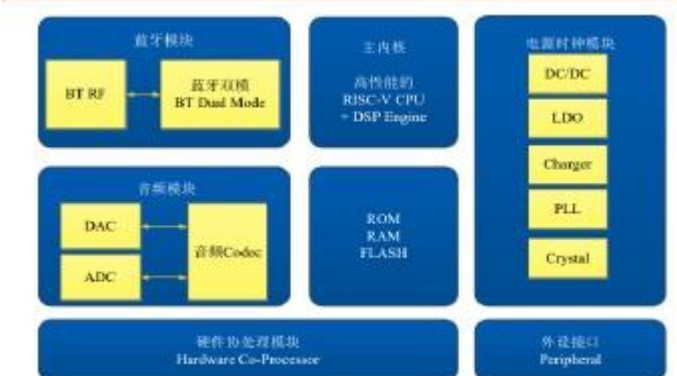 蓝牙模块
BT RF
蓝牙双模
BT Dual Mode
主内核
高性能的
RISC-V CPU
+ DSP Engine
电源时钟模块
DC/DC
LDO
Charger
PLL
Crystal
音频模块
DAC
ADC
音频Codec
ROM
RAM
FLASH
硬件协处理模块
Hardware Co-Processor
外设接口
Peripheral